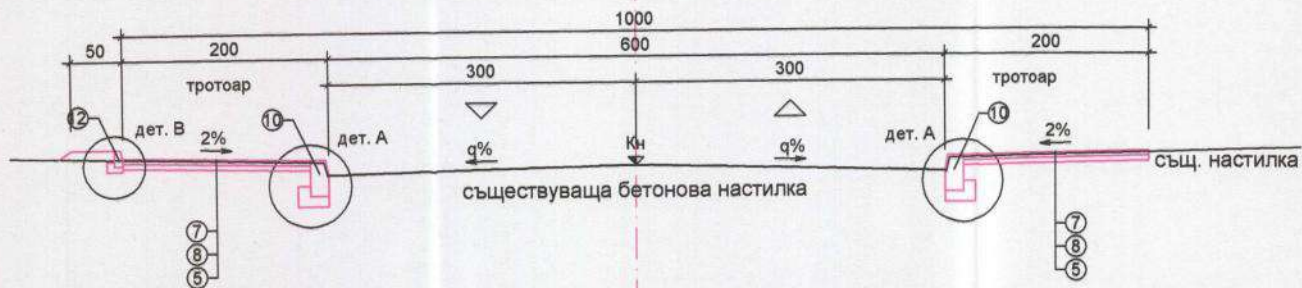 1000
50 200 600 200
300 300
тротоар тротоар
12 дет. В 2% 10 дет. А q% Кн q% дет. А 10 2%
същ. настилка
съществуваща бетонова настилка
7 7
8 8
5 5